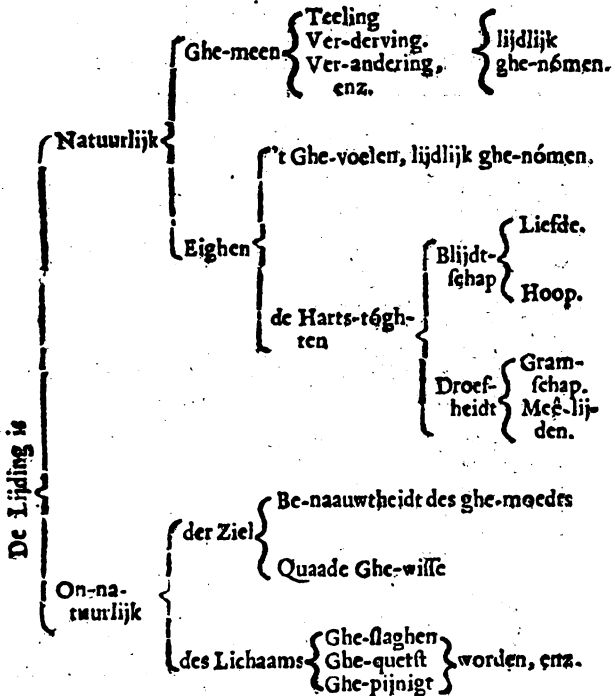 De Lijding is
Natuurlijk
Ghe-meen
Teeling
Ver-derving.
Ver-andering,
enz.
lijdlijk
ghe-nómen.
Eighen
't Ghe-voelen, lijdlijk ghe-nómen.
de Harts-tógh-
ten
Blijdt-
ſchap
Liefde.
Hoop.
Droef-
heidt
Gram-
ſchap.
Meê-lij-
den.
On-na-
tuurlijk
der Ziel
Be-naauwtheidt des ghe-moedts
Quaade Ghe-wiſſe
des Lichaams
Ghe-ſlaghen
Ghe-quetſt
Ghe-pijnigt
worden, enz.